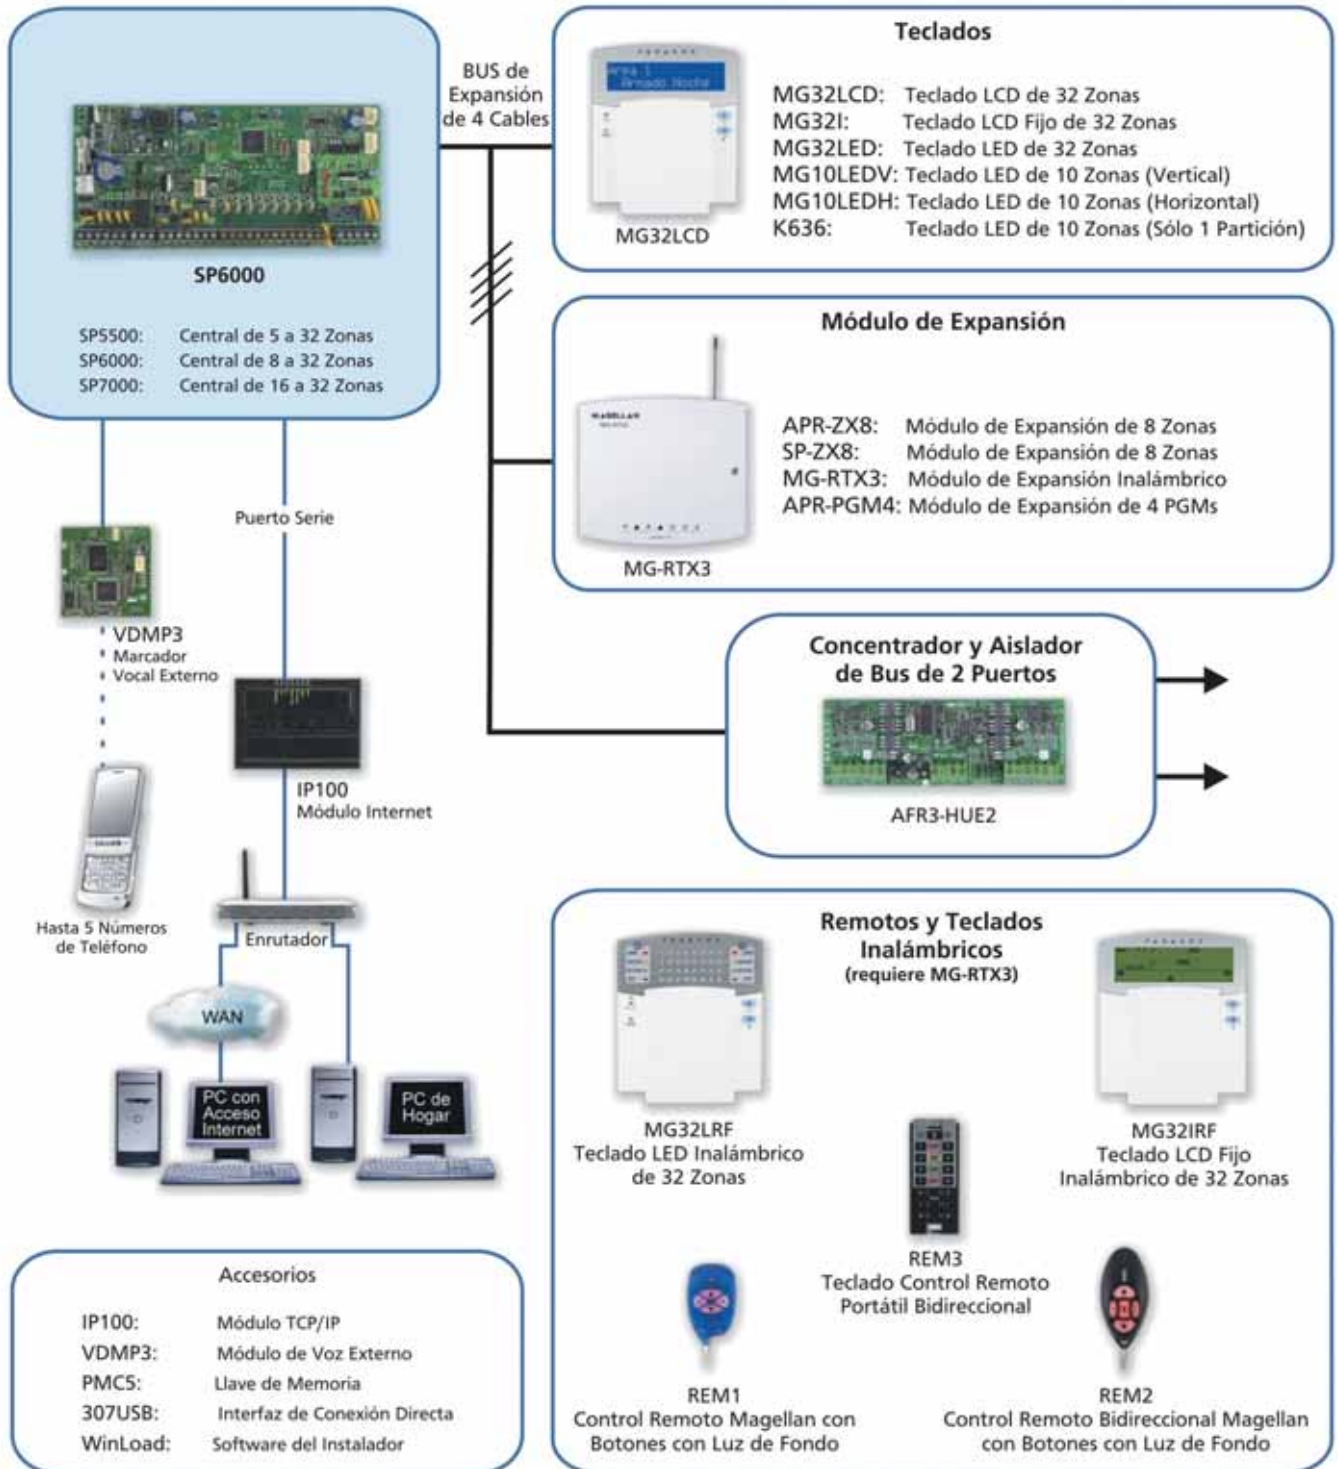 SP6000
SP5500: Central de 5 a 32 Zonas
SP6000: Central de 8 a 32 Zonas
SP7000: Central de 16 a 32 Zonas
BUS de
Expansión
de 4 Cables
Teclados
Area 1
Armado Noche
MG32LCD
MG32LCD: Teclado LCD de 32 Zonas
MG32I: Teclado LCD Fijo de 32 Zonas
MG32LED: Teclado LED de 32 Zonas
MG10LEDV: Teclado LED de 10 Zonas (Vertical)
MG10LEDH: Teclado LED de 10 Zonas (Horizontal)
K636: Teclado LED de 10 Zonas (Sólo 1 Partición)
Módulo de Expansión
MAGELLAN
MG-RTX3
APR-ZX8: Módulo de Expansión de 8 Zonas
SP-ZX8: Módulo de Expansión de 8 Zonas
MG-RTX3: Módulo de Expansión Inalámbrico
APR-PGM4: Módulo de Expansión de 4 PGMs
Puerto Serie
VDMP3
Marcador
Vocal Externo
IP100
Módulo Internet
Hasta 5 Números
de Teléfono
Enrutador
WAN
PC con
Acceso
Internet
PC de
Hogar
Concentrador y Aislador
de Bus de 2 Puertos
AFR3-HUE2
Remotos y Teclados
Inalámbricos
(requiere MG-RTX3)
MG32LRF
Teclado LED Inalámbrico
de 32 Zonas
MG32IRF
Teclado LCD Fijo
Inalámbrico de 32 Zonas
REM3
Teclado Control Remoto
Portátil Bidireccional
REM1
Control Remoto Magellan con
Botones con Luz de Fondo
REM2
Control Remoto Bidireccional Magellan
con Botones con Luz de Fondo
Accesorios
IP100: Módulo TCP/IP
VDMP3: Módulo de Voz Externo
PMC5: Llave de Memoria
307USB: Interfaz de Conexión Directa
WinLoad: Software del Instalador